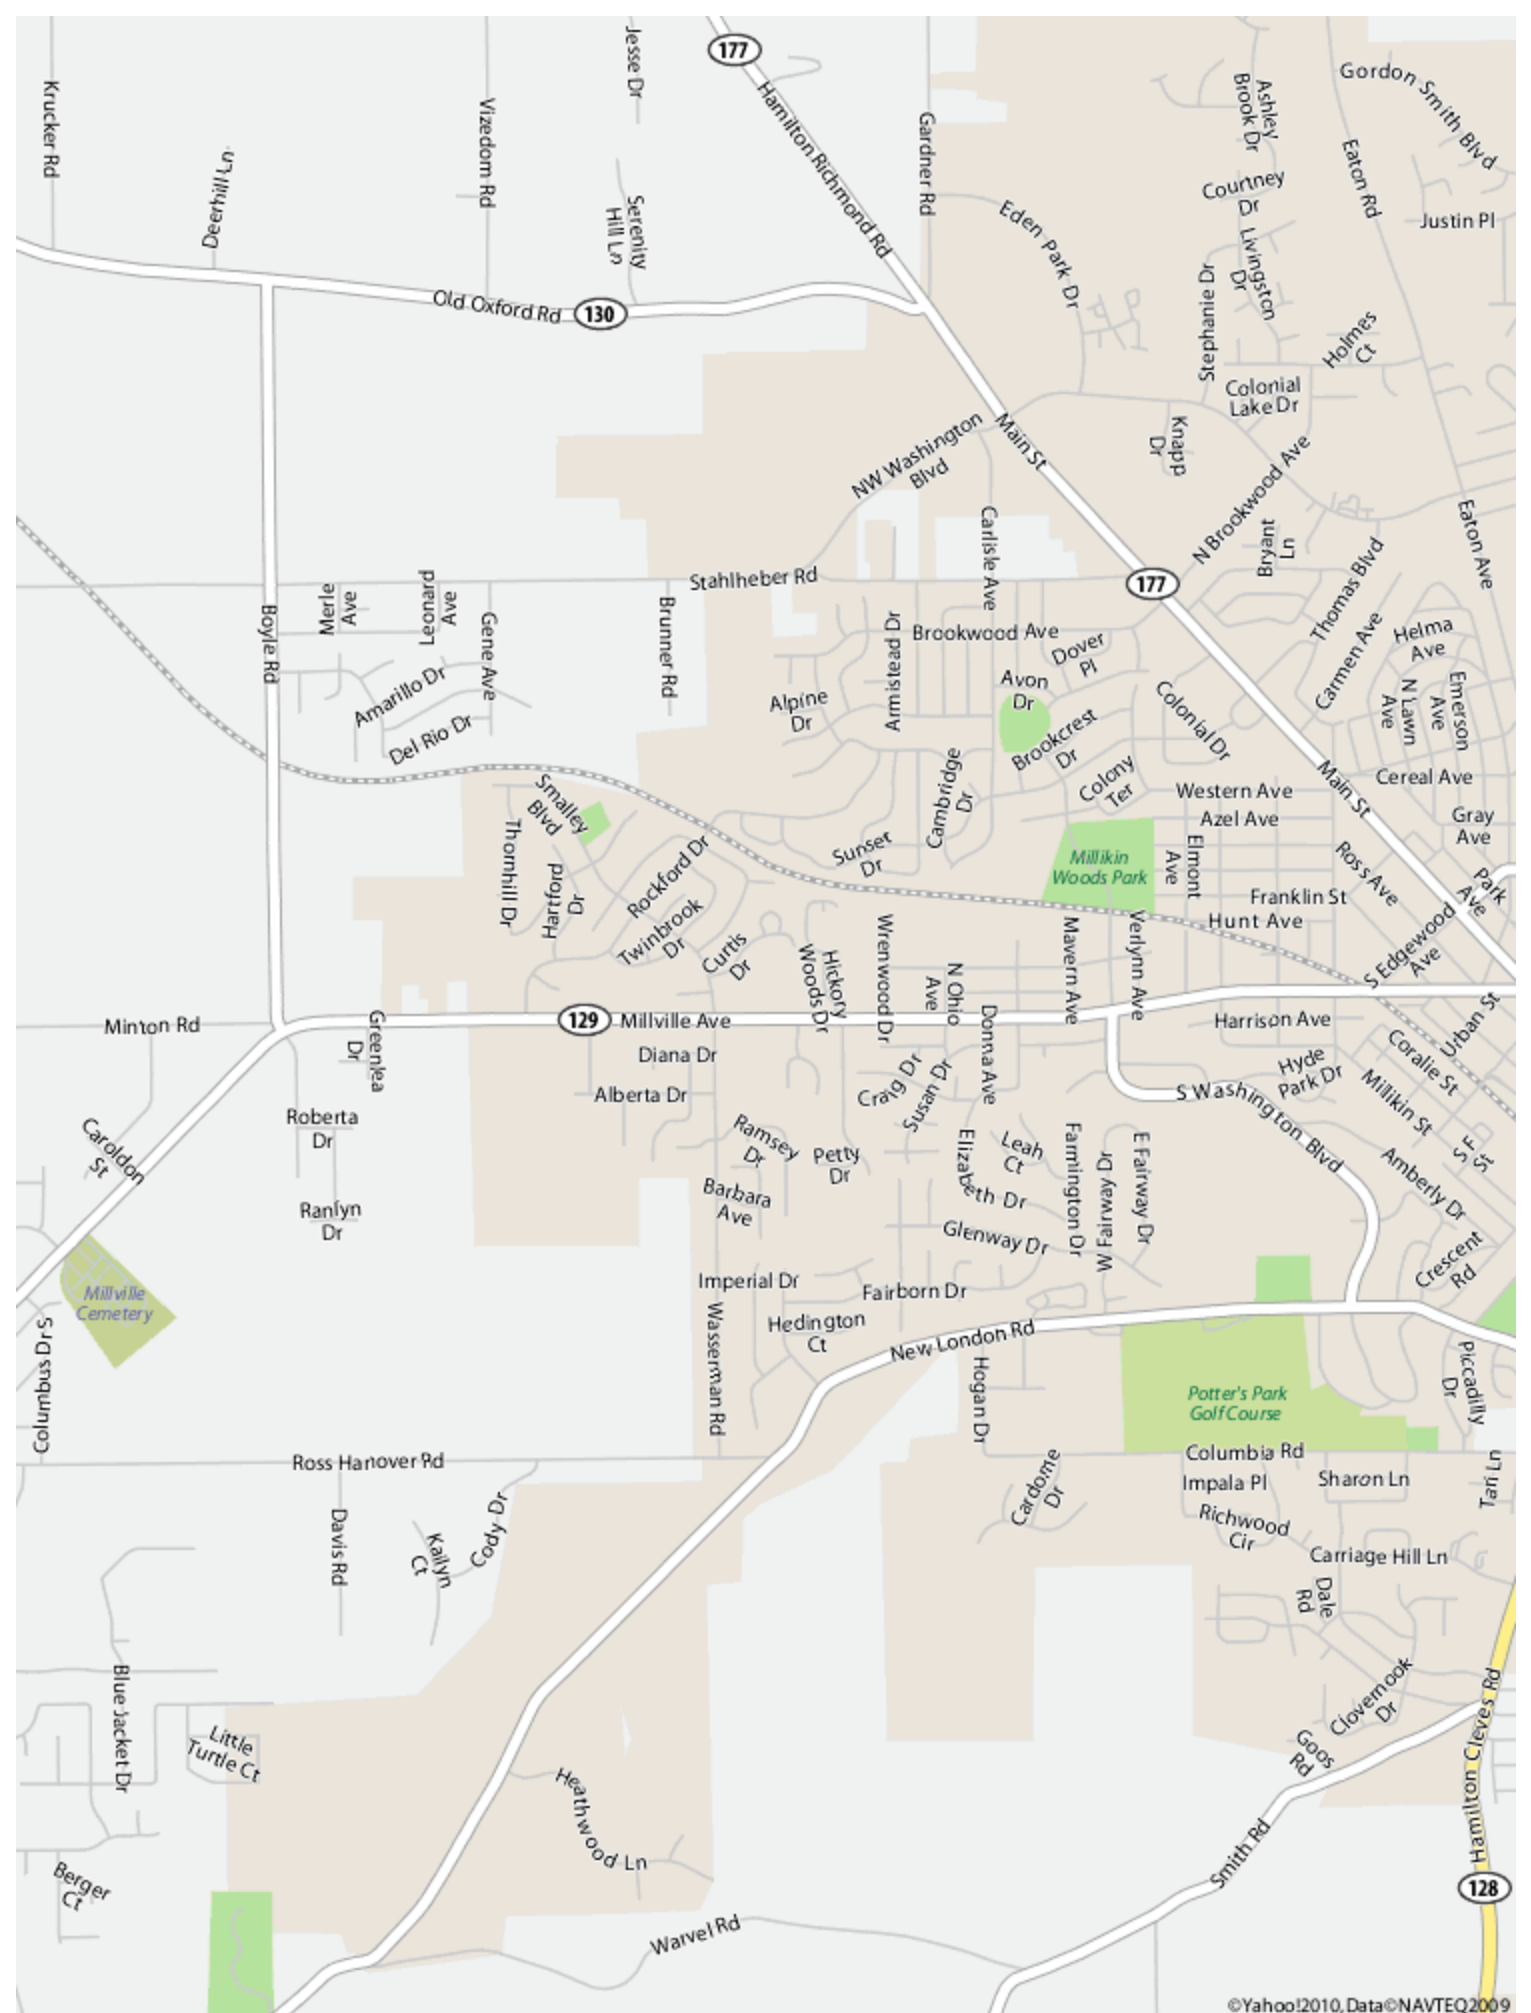 177
Jesse Dr
Krucker Rd
Vizedom Rd
Deerhill Ln
Serenity
Hill Ln
Hamilton Richmond Rd
Gardner Rd
Ashley
Brook Dr
Gordon Smith Blvd
Eaton Rd
Courtney
Dr
Justin Pl
Eden Park Dr
Livingston
Dr
Stephanie Dr
Old Oxford Rd
130
Holmes
Ct
Colonial
Lake Dr
Main St
Knapp
Dr
NW Washington
Blvd
N Brookwood Ave
Bryant
Ln
Eaton Ave
Carlisle Ave
Thomas Blvd
Stahlheber Rd
177
Boyle Rd
Merle
Ave
Leonard
Ave
Gene Ave
Brunner Rd
Armistead Dr
Brookwood Ave
Dover
Pl
Carmen Ave
Helma
Ave
Emerson
Ave
N Lawn
Ave
Amarillo Dr
Del Rio Dr
Alpine
Dr
Avon
Dr
Colonial Dr
Brookcrest
Dr
Cambridge
Dr
Colony
Ter
Western Ave
Azel Ave
Main St
Cereal Ave
Gray
Ave
Smalley
Blvd
Thornhill Dr
Hertford
Dr
Rockford Dr
Twinbrook
Dr
Sunset
Dr
Millikin
Woods Park
Elmont
Ave
Ross Ave
Park
Ave
Franklin St
Hunt Ave
S Edgewood
Ave
Curtis
Dr
Hickory
Woods Dr
Wrenwood Dr
N Ohio
Ave
Mavern Ave
Verlynn Ave
Donna Ave
Minton Rd
Greenlea
Dr
129
Millville Ave
Harrison Ave
Urban St
Coralie St
Diana Dr
Alberta Dr
Craig Dr
Susan Dr
Hyde
Park Dr
Millikin St
S Washington Blvd
S F
St
Roberta
Dr
Caroldon
St
Ramsey
Dr
Petty
Dr
Elizabeth Dr
Leah
Ct
Farmington Dr
W Fairway Dr
E Fairway Dr
Amberly Dr
Barbara
Ave
Ranlyn
Dr
Glenway Dr
Crescent
Rd
Millville
Cemetery
Imperial Dr
Fairborn Dr
Wasserman Rd
Hedington
Ct
New London Rd
Columbus Dr S
Hogan Dr
Piccadilly
Dr
Potter's Park
Golf Course
Ross Hanover Rd
Columbia Rd
Cardome
Dr
Impala Pl
Sharon Ln
Tari Ln
Davis Rd
Kailyn
Ct
Cody Dr
Richwood
Cir
Carriage Hill Ln
Dale
Rd
Blue Jacket Dr
Little
Turtle Ct
Clovernook
Dr
Goos
Rd
Hamilton Cleves Rd
Heathwood Ln
Smith Rd
Berger
Ct
128
Warvel Rd
©Yahoo!2010, Data©NAVTEQ2009